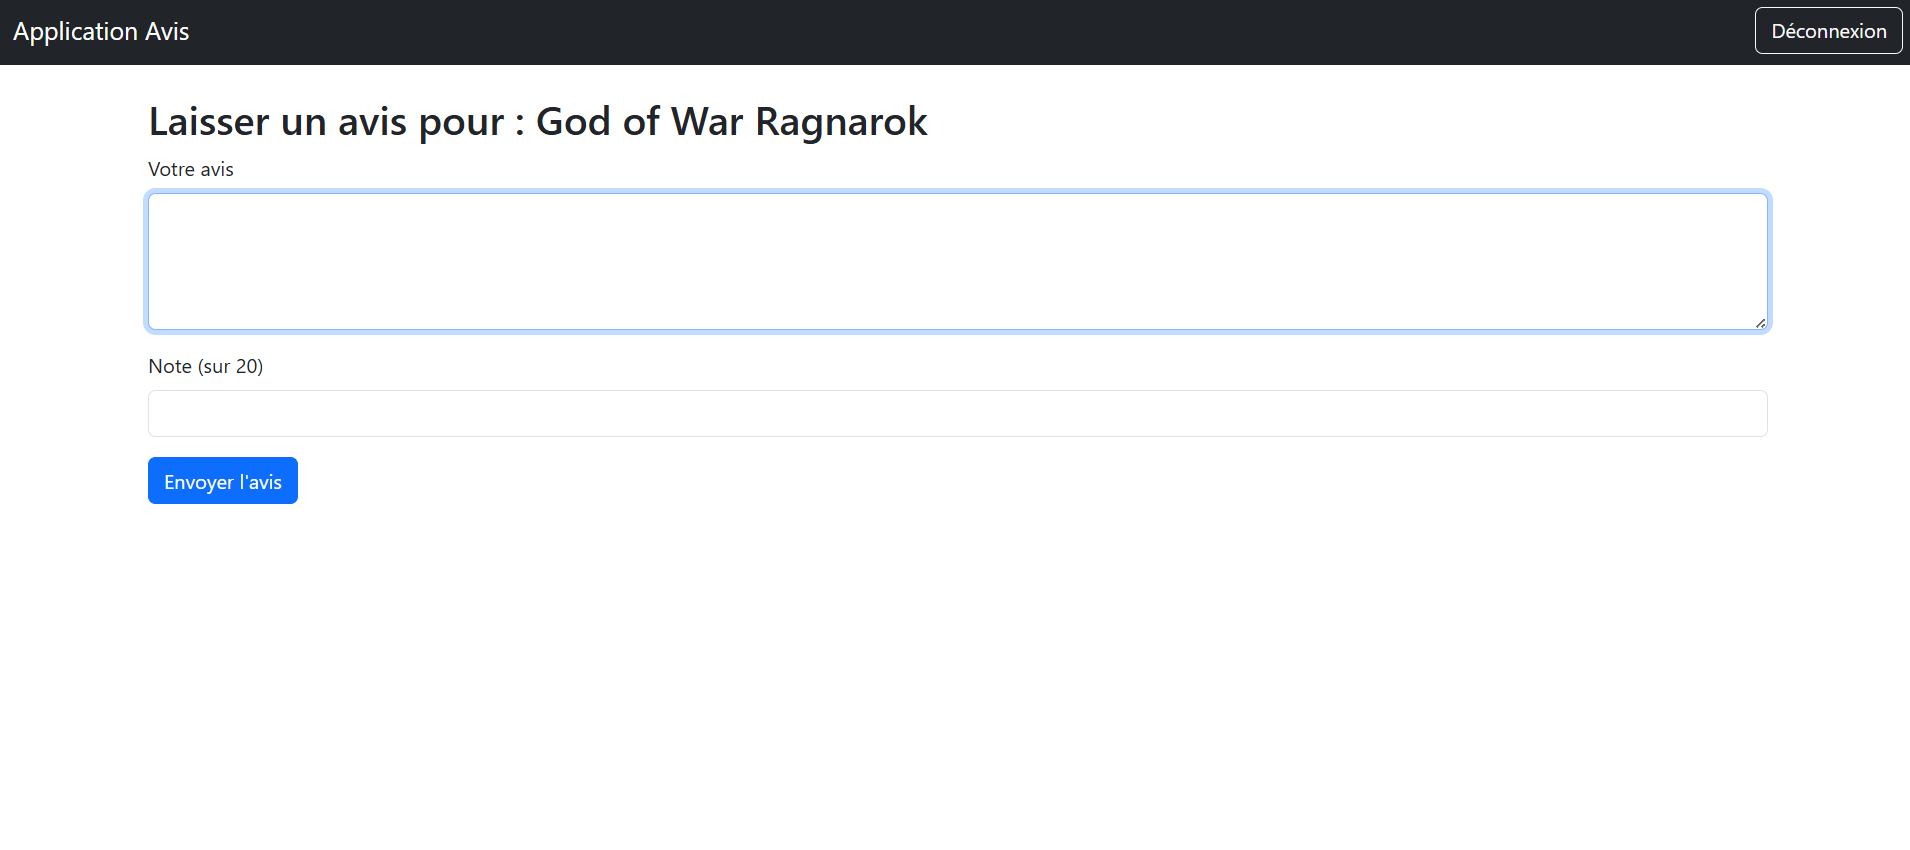 Application Avis
Déconnexion
Laisser un avis pour : God of War Ragnarok
Votre avis
Note (sur 20)
Envoyer l'avis